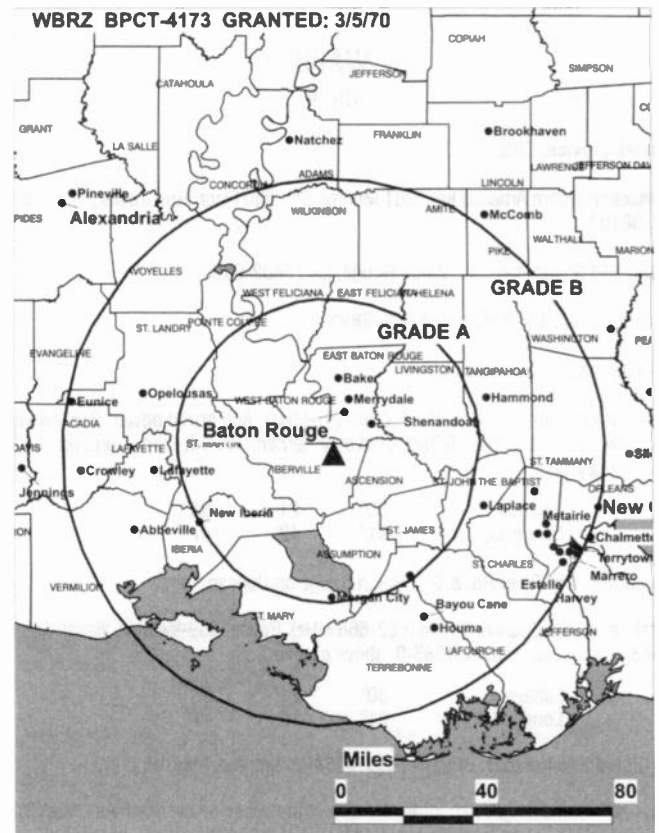 WBRZ BPCT-4173 GRANTED: 3/5/70
COPIAH
SIMPSON
JEFFERSON
CATAHOULA
GRANT
LA SALLE
Natchez
FRANKLIN
Brookhaven
LAWRENCE
JEFFERSON DAV
ADAMS
CONCORDIA
LINCOLN
Pineville
PIDES
Alexandria
WILKINSON
AMITE
McComb
PIKE
WALTHALL
MARION
AVOYELLES
GRADE B
WEST FELICIANA
EAST FELICIANA
HELENA
POINTE COUPEE
ST. LANDRY
GRADE A
WASHINGTON
EVANGELINE
EAST BATON ROUGE
LIVINGSTON
TANGIPAHOA
Baker
Opelousas
WEST BATON ROUGE
Merrydale
Hammond
Eunice
ACADIA
Baton Rouge
Shenandoah
DAVIS
LAFAYETTE
ST. MARTIN
IBERVILLE
ST. TAMMANY
Crowley
Lafayette
Jennings
ASCENSION
ST JOHN THE BAPTIST
ORLEANS
New Iberia
Laplace
Metairie
Abbeville
IBERIA
ST. JAMES
Chalmette
ASSUMPTION
ST. CHARLES
Terrytown
Marrero
VERMILION
Estelle
Harvey
Morgan City
ST. MARY
Bayou Cane
Houma
JEFFERSON
LAFOURCHE
TERREBONNE
Miles
0 40 80